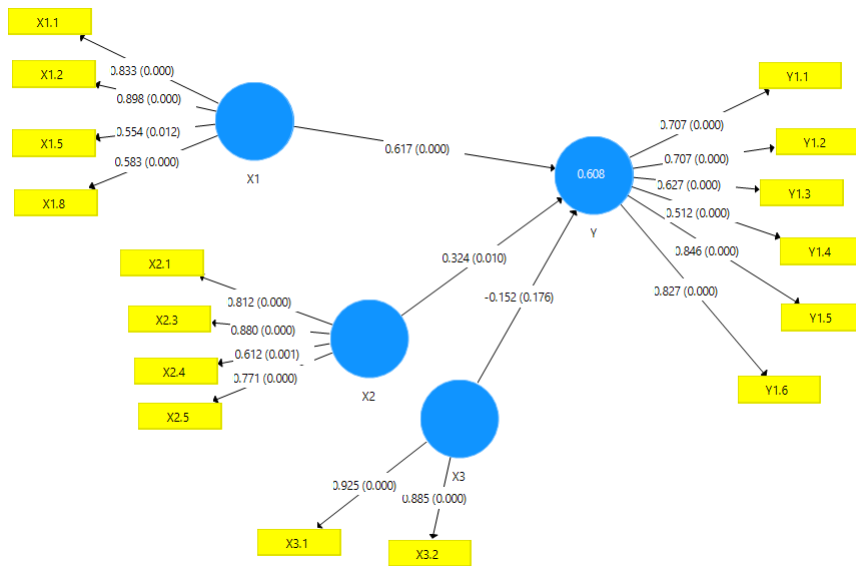 X1.1
X1.2
X1.5
X1.8
0.833 (0.000)
0.898 (0.000)
0.554 (0.012)
0.583 (0.000)
X1
0.617 (0.000)
0.608
Y
0.707 (0.000)
0.707 (0.000)
0.627 (0.000)
0.512 (0.000)
0.846 (0.000)
0.827 (0.000)
Y1.1
Y1.2
Y1.3
Y1.4
Y1.5
Y1.6
X2.1
X2.3
X2.4
X2.5
0.812 (0.000)
0.880 (0.000)
0.612 (0.001)
0.771 (0.000)
X2
0.324 (0.010)
-0.152 (0.176)
X3
0.925 (0.000)
0.885 (0.000)
X3.1
X3.2